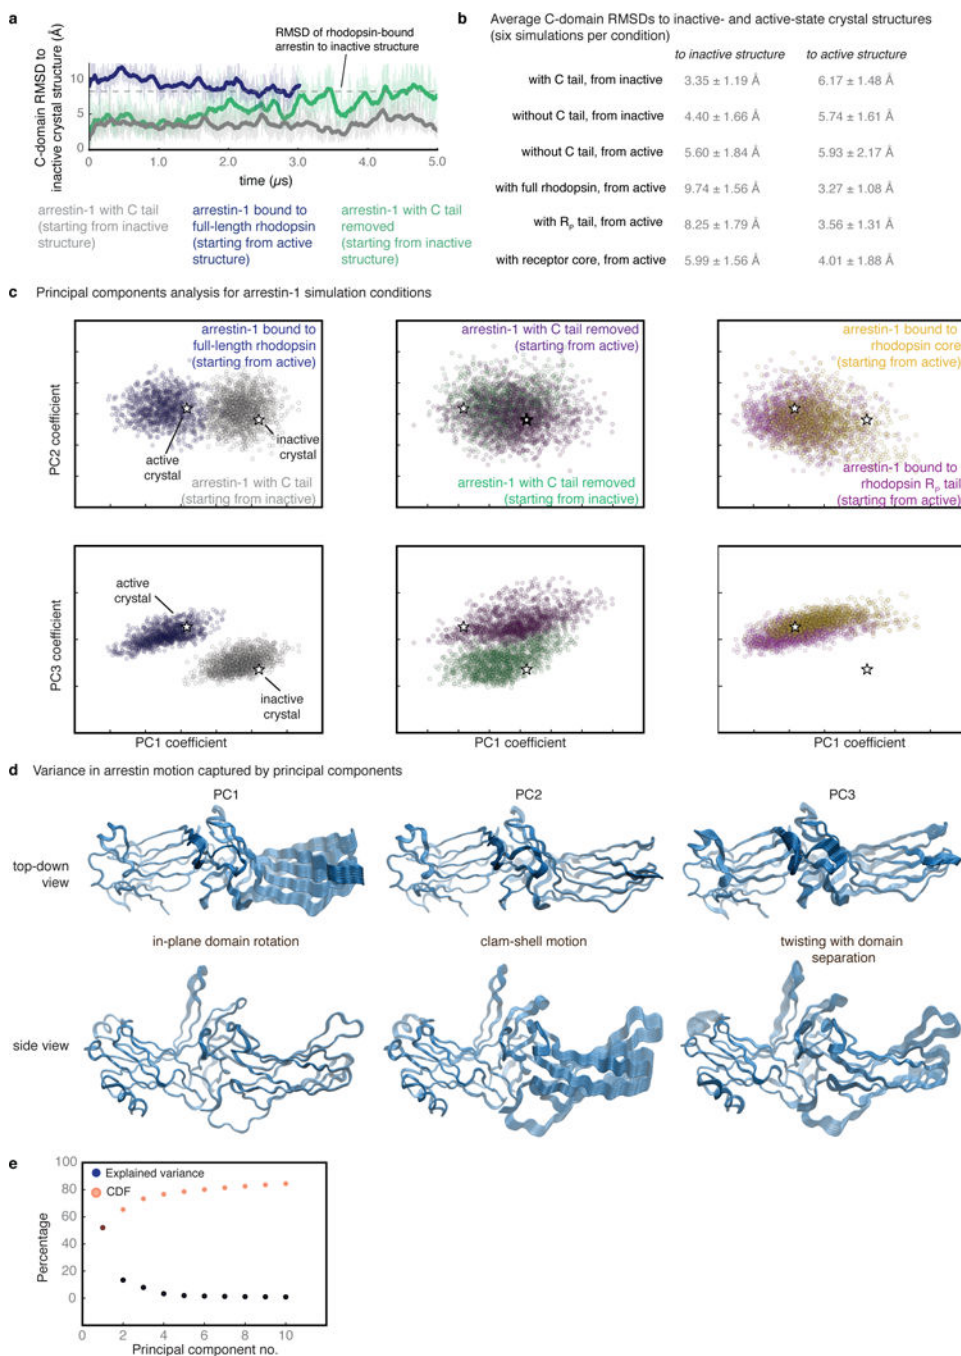 a
C-domain RMSD to
inactive crystal structure (Å)
10
5
0
RMSD of rhodopsin-bound
arrestin to inactive structure
0 1.0 2.0 3.0 4.0 5.0
time (µs)
arrestin-1 with C tail
(starting from inactive
structure)
arrestin-1 bound to
full-length rhodopsin
(starting from active
structure)
arrestin-1 with C tail
removed
(starting from inactive
structure)
b Average C-domain RMSDs to inactive- and active-state crystal structures
(six simulations per condition)
to inactive structure to active structure
with C tail, from inactive 3.35 ± 1.19 Å 6.17 ± 1.48 Å
without C tail, from inactive 4.40 ± 1.66 Å 5.74 ± 1.61 Å
without C tail, from active 5.60 ± 1.84 Å 5.93 ± 2.17 Å
with full rhodopsin, from active 9.74 ± 1.56 Å 3.27 ± 1.08 Å
with Rₚ tail, from active 8.25 ± 1.79 Å 3.56 ± 1.31 Å
with receptor core, from active 5.99 ± 1.56 Å 4.01 ± 1.88 Å
c Principal components analysis for arrestin-1 simulation conditions
PC2 coefficient
arrestin-1 bound to
full-length rhodopsin
(starting from active)
active
crystal
inactive
crystal
arrestin-1 with C tail
(starting from inactive)
arrestin-1 with C tail removed
(starting from active)
arrestin-1 with C tail removed
(starting from inactive)
arrestin-1 bound to
rhodopsin core
(starting from active)
arrestin-1 bound to
rhodopsin Rₚ tail
(starting from active)
PC3 coefficient
active
crystal
inactive
crystal
PC1 coefficient
PC1 coefficient
PC1 coefficient
d Variance in arrestin motion captured by principal components
PC1 PC2 PC3
top-down
view
in-plane domain rotation
clam-shell motion
twisting with domain
separation
side view
e
Percentage
100
80
60
40
20
0
Explained variance
CDF
0 2 4 6 8 10
Principal component no.